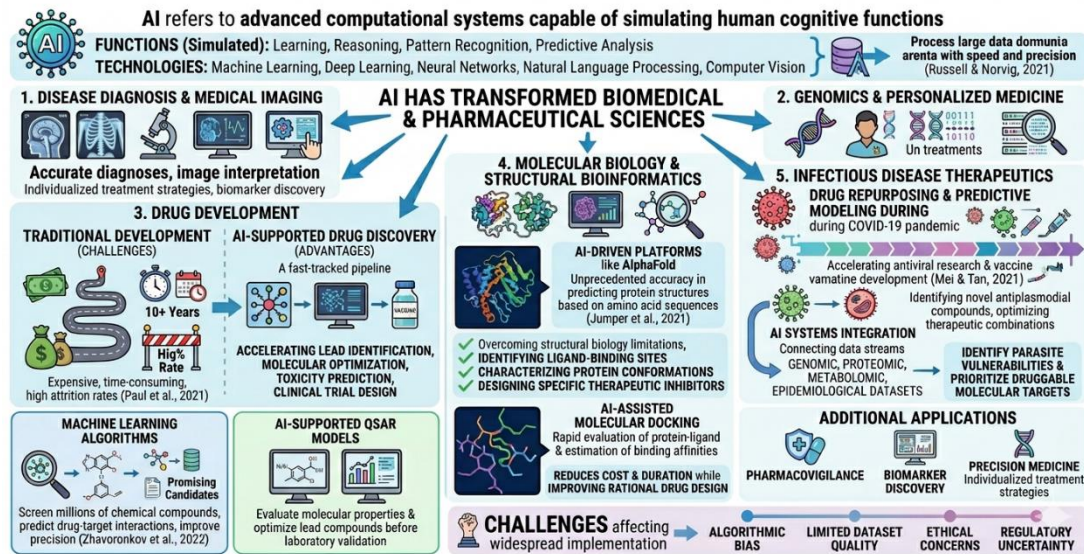 AI refers to advanced computational systems capable of simulating human cognitive functions
AI
FUNCTIONS (Simulated): Learning, Reasoning, Pattern Recognition, Predictive Analysis
TECHNOLOGIES: Machine Learning, Deep Learning, Neural Networks, Natural Language Processing, Computer Vision
Process large data domunia
arenta with speed and precision
(Russell & Norvig, 2021)
AI HAS TRANSFORMED BIOMEDICAL
& PHARMACEUTICAL SCIENCES
1. DISEASE DIAGNOSIS & MEDICAL IMAGING
Accurate diagnoses, image interpretation
Individualized treatment strategies, biomarker discovery
2. GENOMICS & PERSONALIZED MEDICINE
00111
10110
Un treatments
3. DRUG DEVELOPMENT
TRADITIONAL DEVELOPMENT
(CHALLENGES)
10+ Years
Hig%
Rate
Expensive, time-consuming,
high attrition rates (Paul et al., 2021)
AI-SUPPORTED DRUG DISCOVERY
(ADVANTAGES)
A fast-tracked pipeline
VACCINE
ACCELERATING LEAD IDENTIFICATION,
MOLECULAR OPTIMIZATION,
TOXICITY PREDICTION,
CLINICAL TRIAL DESIGN
MACHINE LEARNING
ALGORITHMS
Promising
Candidates
Screen millions of chemical compounds,
predict drug-target interactions, improve
precision (Zhavoronkov et al., 2022)
AI-SUPPORTED QSAR
MODELS
Evaluate molecular properties &
optimize lead compounds before
laboratory validation
4. MOLECULAR BIOLOGY &
STRUCTURAL BIOINFORMATICS
AI-DRIVEN PLATFORMS
like AlphaFold
Unprecedented accuracy in
predicting protein structures
based on amino acid sequences
(Jumper et al., 2021)
Overcoming structural biology limitations,
IDENTIFYING LIGAND-BINDING SITES
CHARACTERIZING PROTEIN CONFORMATIONS
DESIGNING SPECIFIC THERAPEUTIC INHIBITORS
AI-ASSISTED
MOLECULAR DOCKING
Rapid evaluation of protein-ligand
& estimation of binding affinities
REDUCES COST & DURATION while
IMPROVING RATIONAL DRUG DESIGN
5. INFECTIOUS DISEASE THERAPEUTICS
DRUG REPURPOSING & PREDICTIVE
MODELING DURING
during COVID-19 pandemic
Accelerating antiviral research & vaccine
vamatine development (Mei & Tan, 2021)
Identifying novel antiplasmodial
compounds, optimizing
therapeutic combinations
AI SYSTEMS INTEGRATION
Connecting data streams
GENOMIC, PROTEOMIC,
METABOLOMIC,
EPIDEMIOLOGICAL DATASETS
IDENTIFY PARASITE
VULNERABILITIES &
PRIORITIZE DRUGGABLE
MOLECULAR TARGETS
ADDITIONAL APPLICATIONS
PHARMACOVIGILANCE
BIOMARKER
DISCOVERY
PRECISION MEDICINE
Individualized treatment
strategies
CHALLENGES affecting
widespread implementation
ALGORITHMIC
BIAS
LIMITED DATASET
QUALITY
ETHICAL
CONCERNS
REGULATORY
UNCERTAINTY